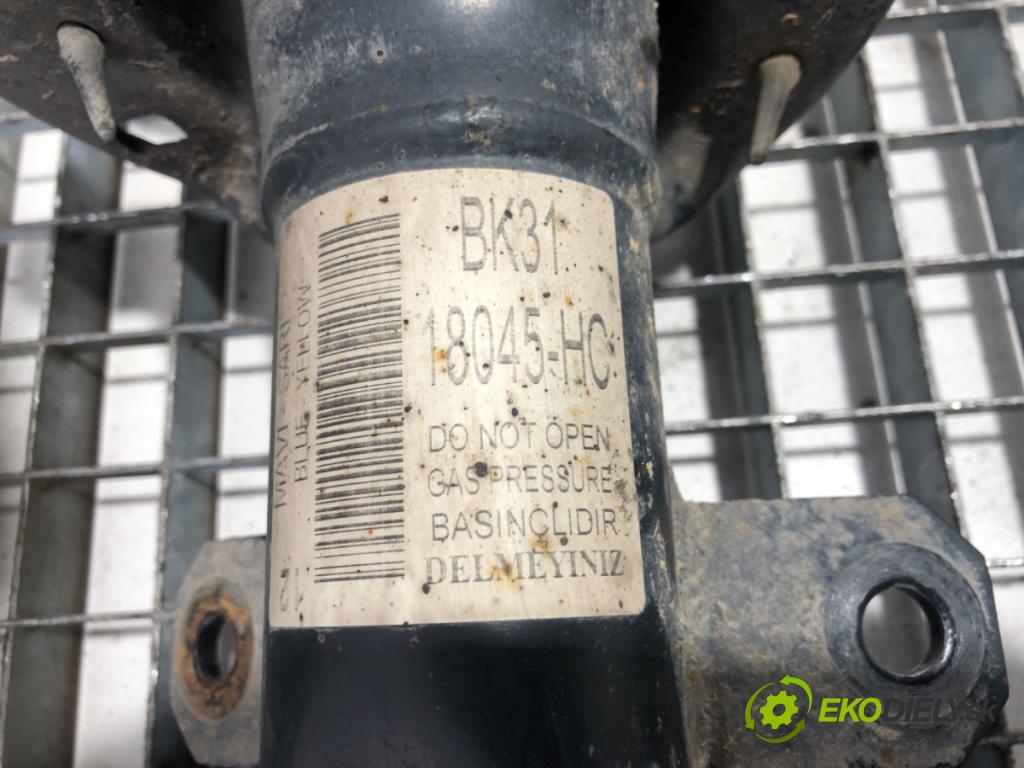 BK31
18045-HC
DO NOT OPEN
GAS PRESSURE
BASINCLIDIR
DELMEYINIZ
MAVI SARI
BLUE YELLOW
EKODIELY.sk